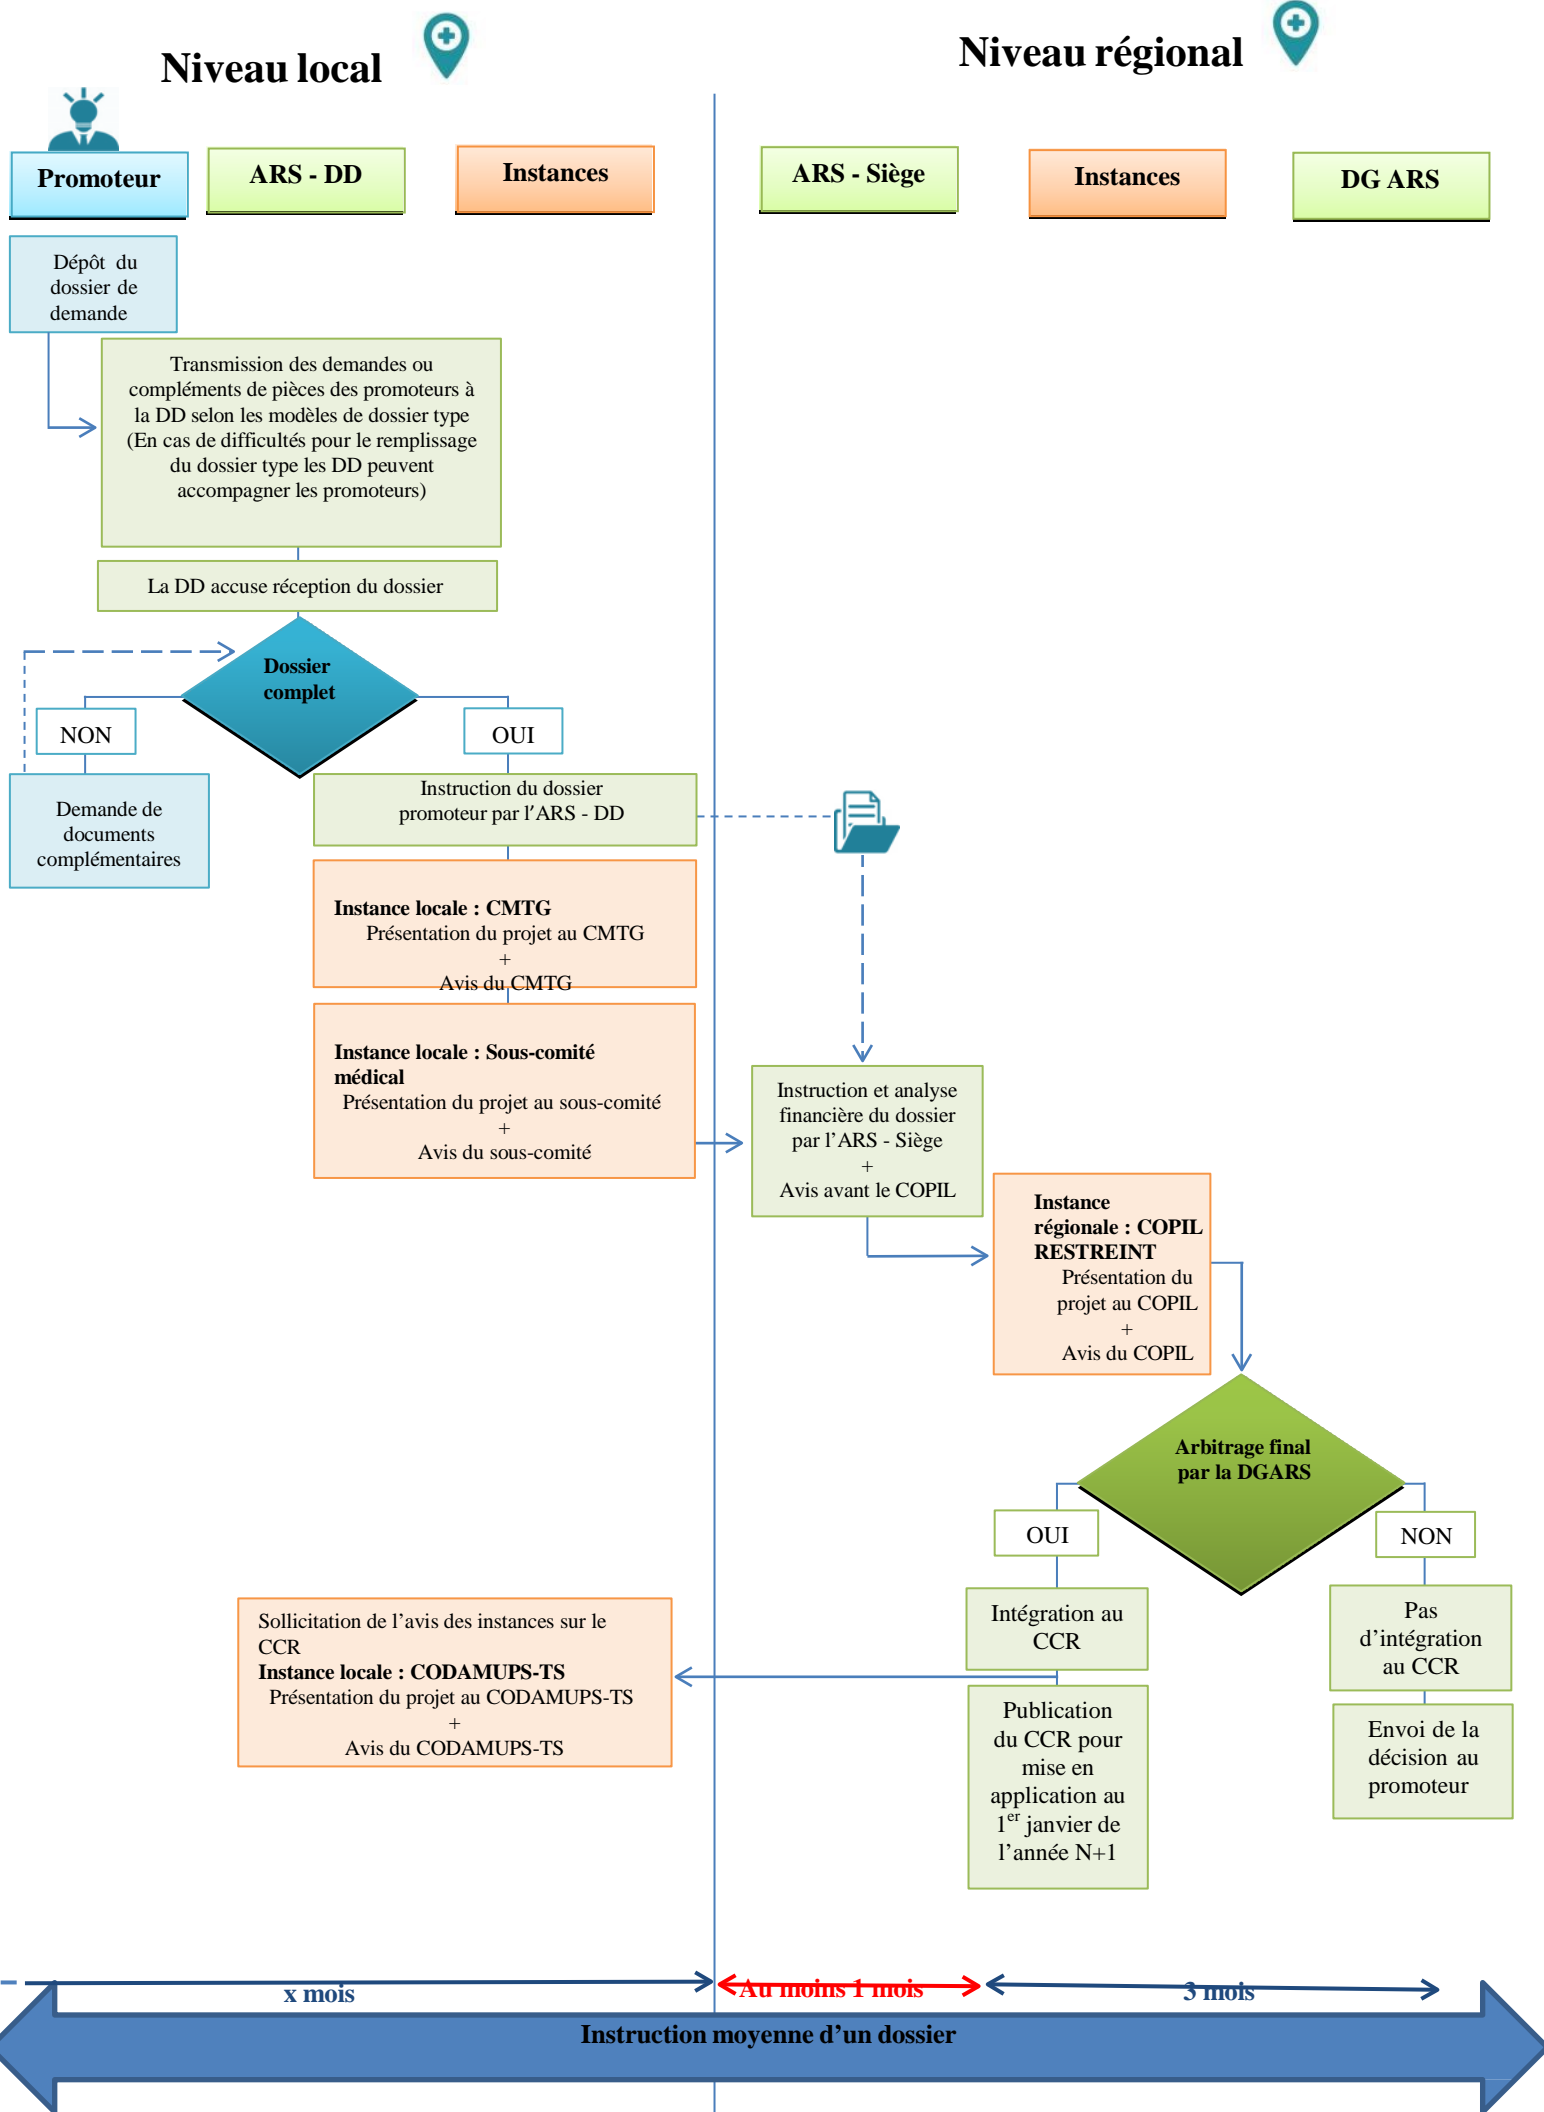 Niveau local
Niveau régional
Promoteur
ARS - DD
Instances
ARS - Siège
Instances
DG ARS
Dépôt du
dossier de
demande
Transmission des demandes ou
compléments de pièces des promoteurs à
la DD selon les modèles de dossier type
(En cas de difficultés pour le remplissage
du dossier type les DD peuvent
accompagner les promoteurs)
La DD accuse réception du dossier
Dossier
complet
NON
OUI
Demande de
documents
complémentaires
Instruction du dossier
promoteur par l’ARS - DD
Instance locale : CMTG
Présentation du projet au CMTG
+
Avis du CMTG
Instance locale : Sous-comité
médical
Présentation du projet au sous-comité
+
Avis du sous-comité
Instruction et analyse
financière du dossier
par l’ARS - Siège
+
Avis avant le COPIL
Instance
régionale : COPIL
RESTREINT
Présentation du
projet au COPIL
+
Avis du COPIL
Arbitrage final
par la DGARS
OUI
NON
Intégration au
CCR
Pas
d’intégration
au CCR
Sollicitation de l’avis des instances sur le
CCR
Instance locale : CODAMUPS-TS
Présentation du projet au CODAMUPS-TS
+
Avis du CODAMUPS-TS
Publication
du CCR pour
mise en
application au
1er janvier de
l’année N+1
Envoi de la
décision au
promoteur
x mois
Au moins 1 mois
3 mois
Instruction moyenne d’un dossier